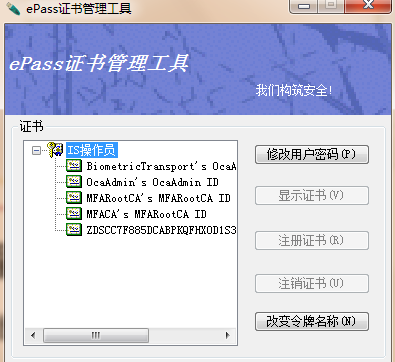 ePass证书管理工具
ePass证书管理工具
我们构筑安全!
证书
IS操作员
BiometricTransport's OcaA
OcaAdmin's OcaAdmin ID
MFARootCA's MFARootCA ID
MFACA's MFARootCA ID
ZDSCC7F885DCABFKQFHXOD1S3
修改用户密码(P)
显示证书(V)
注册证书(R)
注销证书(U)
改变令牌名称(N)